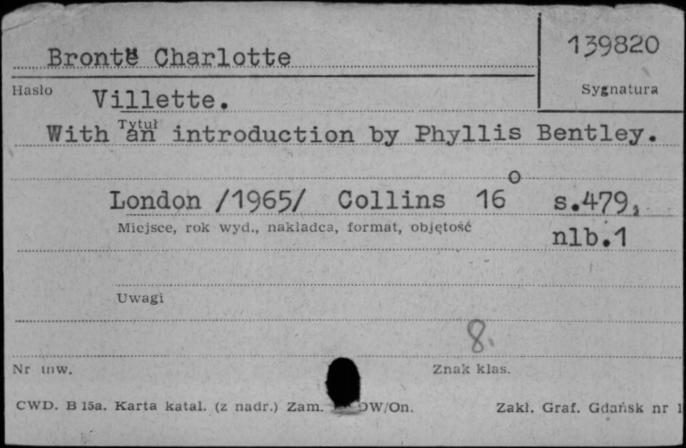 Brontë Charlotte
139820
Hasło
Sygnatura
Villette.
Tytuł
With an introduction by Phyllis Bentley.
London /1965/ Collins 16° s.479,
Miejsce, rok wyd., nakładca, format, objętość
nlb.1
Uwagi
8.
Nr inw.
Znak klas.
CWD. B 15a. Karta katal. (z nadr.) Zam. OW/On.
Zakł. Graf. Gdańsk nr 1